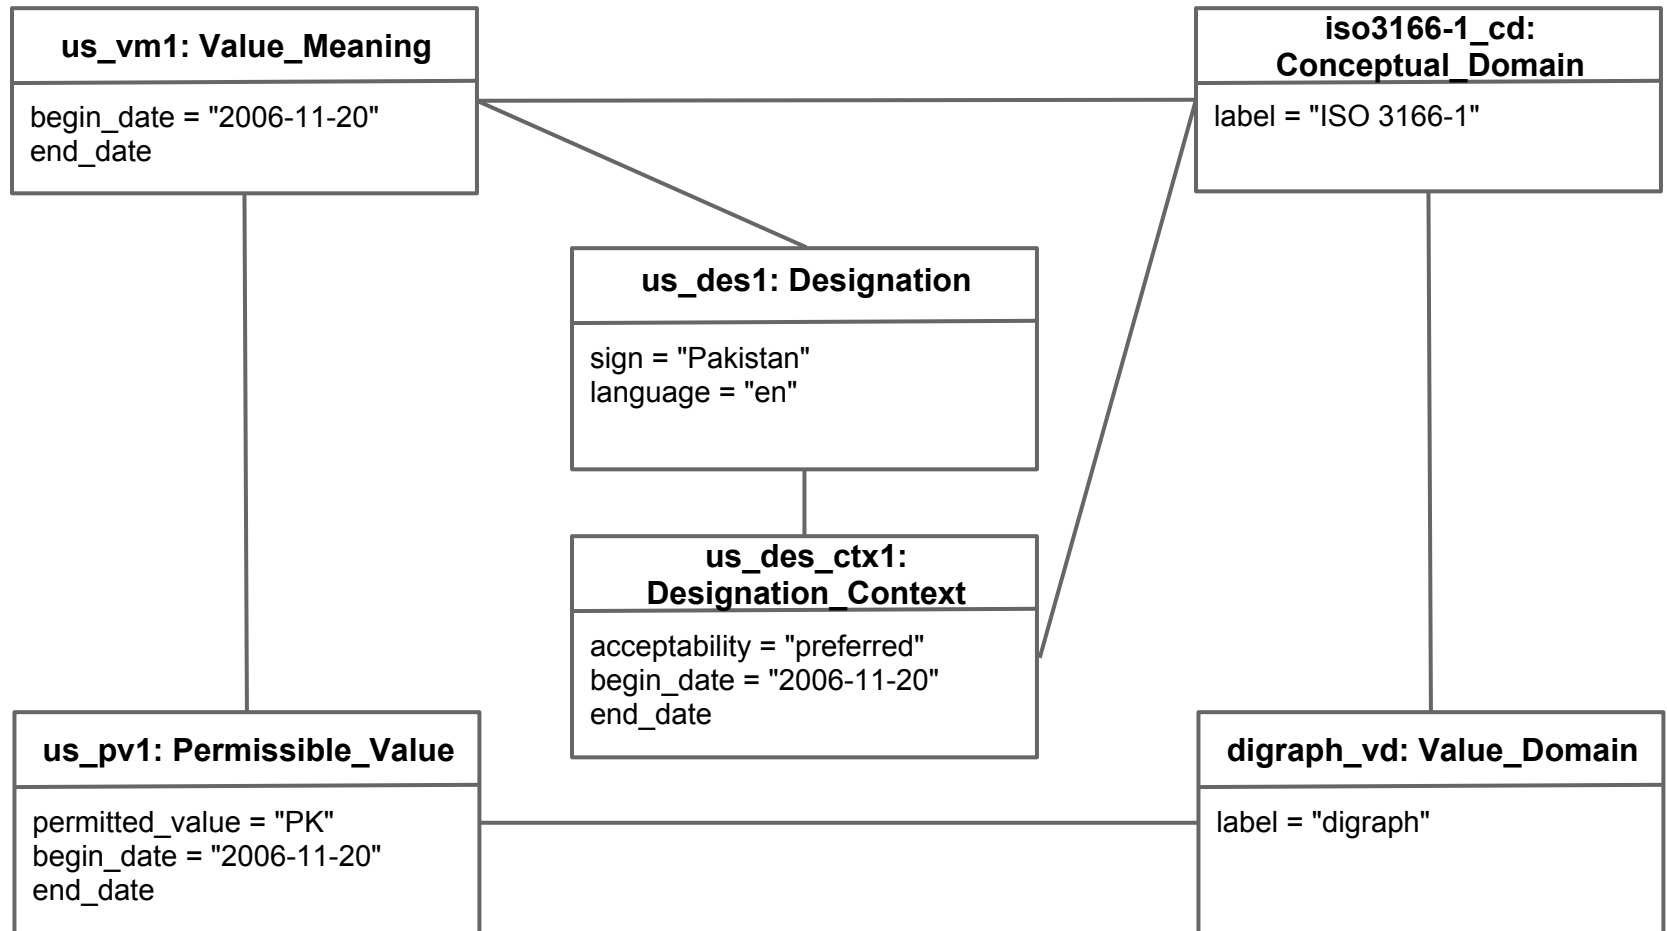 us_vm1: Value_Meaning
begin_date = "2006-11-20"
end_date
iso3166-1_cd:
Conceptual_Domain
label = "ISO 3166-1"
us_des1: Designation
sign = "Pakistan"
language = "en"
us_des_ctx1:
Designation_Context
acceptability = "preferred"
begin_date = "2006-11-20"
end_date
us_pv1: Permissible_Value
permitted_value = "PK"
begin_date = "2006-11-20"
end_date
digraph_vd: Value_Domain
label = "digraph"